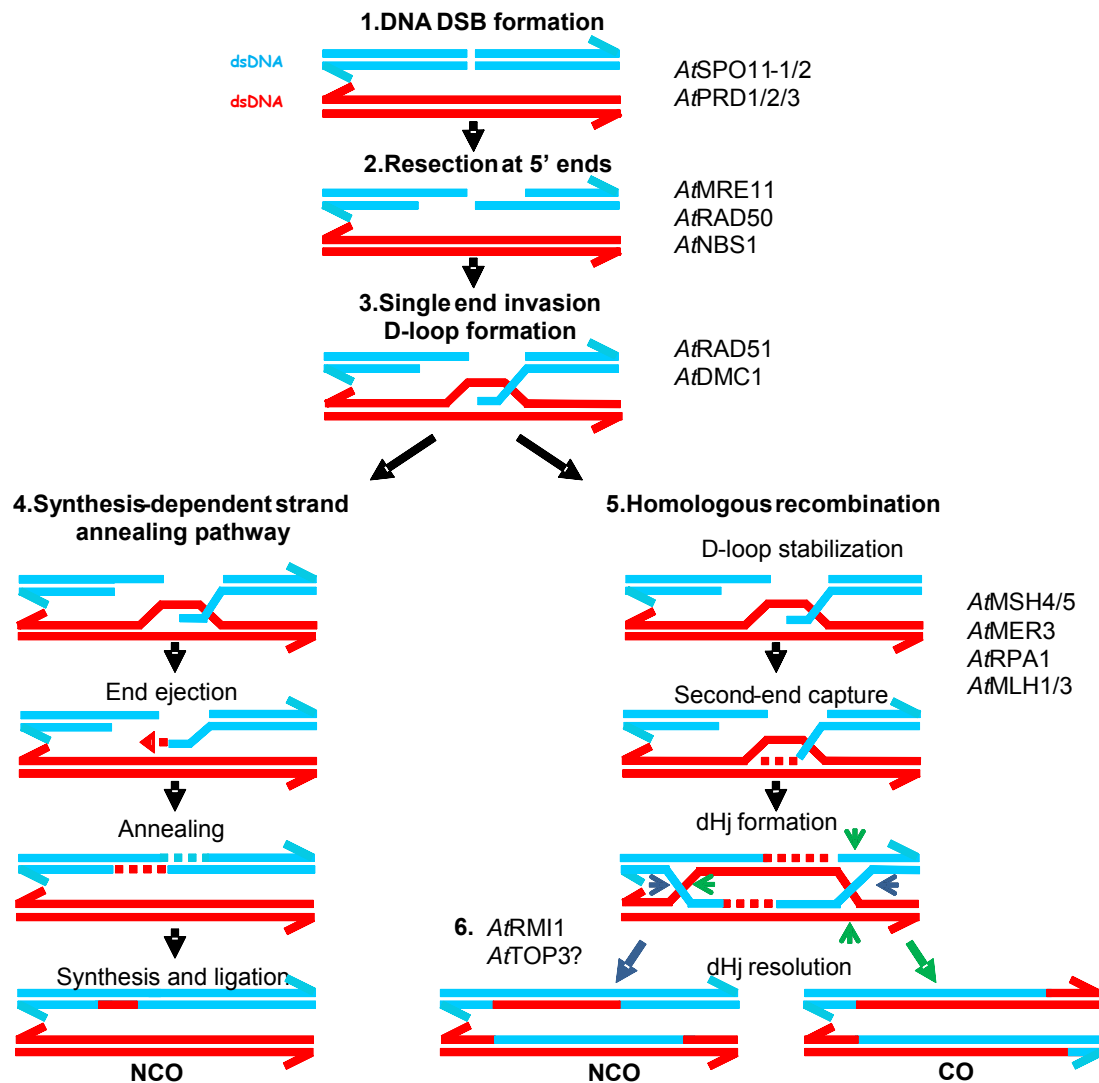 1.DNA DSB formation
dsDNA
dsDNA
AtSPO11-1/2
AtPRD1/2/3
2.Resection at 5' ends
AtMRE11
AtRAD50
AtNBS1
3.Single end invasion
D-loop formation
AtRAD51
AtDMC1
4.Synthesis-dependent strand
annealing pathway
End ejection
Annealing
Synthesis and ligation
NCO
5.Homologous recombination
D-loop stabilization
AtMSH4/5
AtMER3
AtRPA1
AtMLH1/3
Second-end capture
dHj formation
6. AtRMI1
AtTOP3?
dHj resolution
NCO
CO